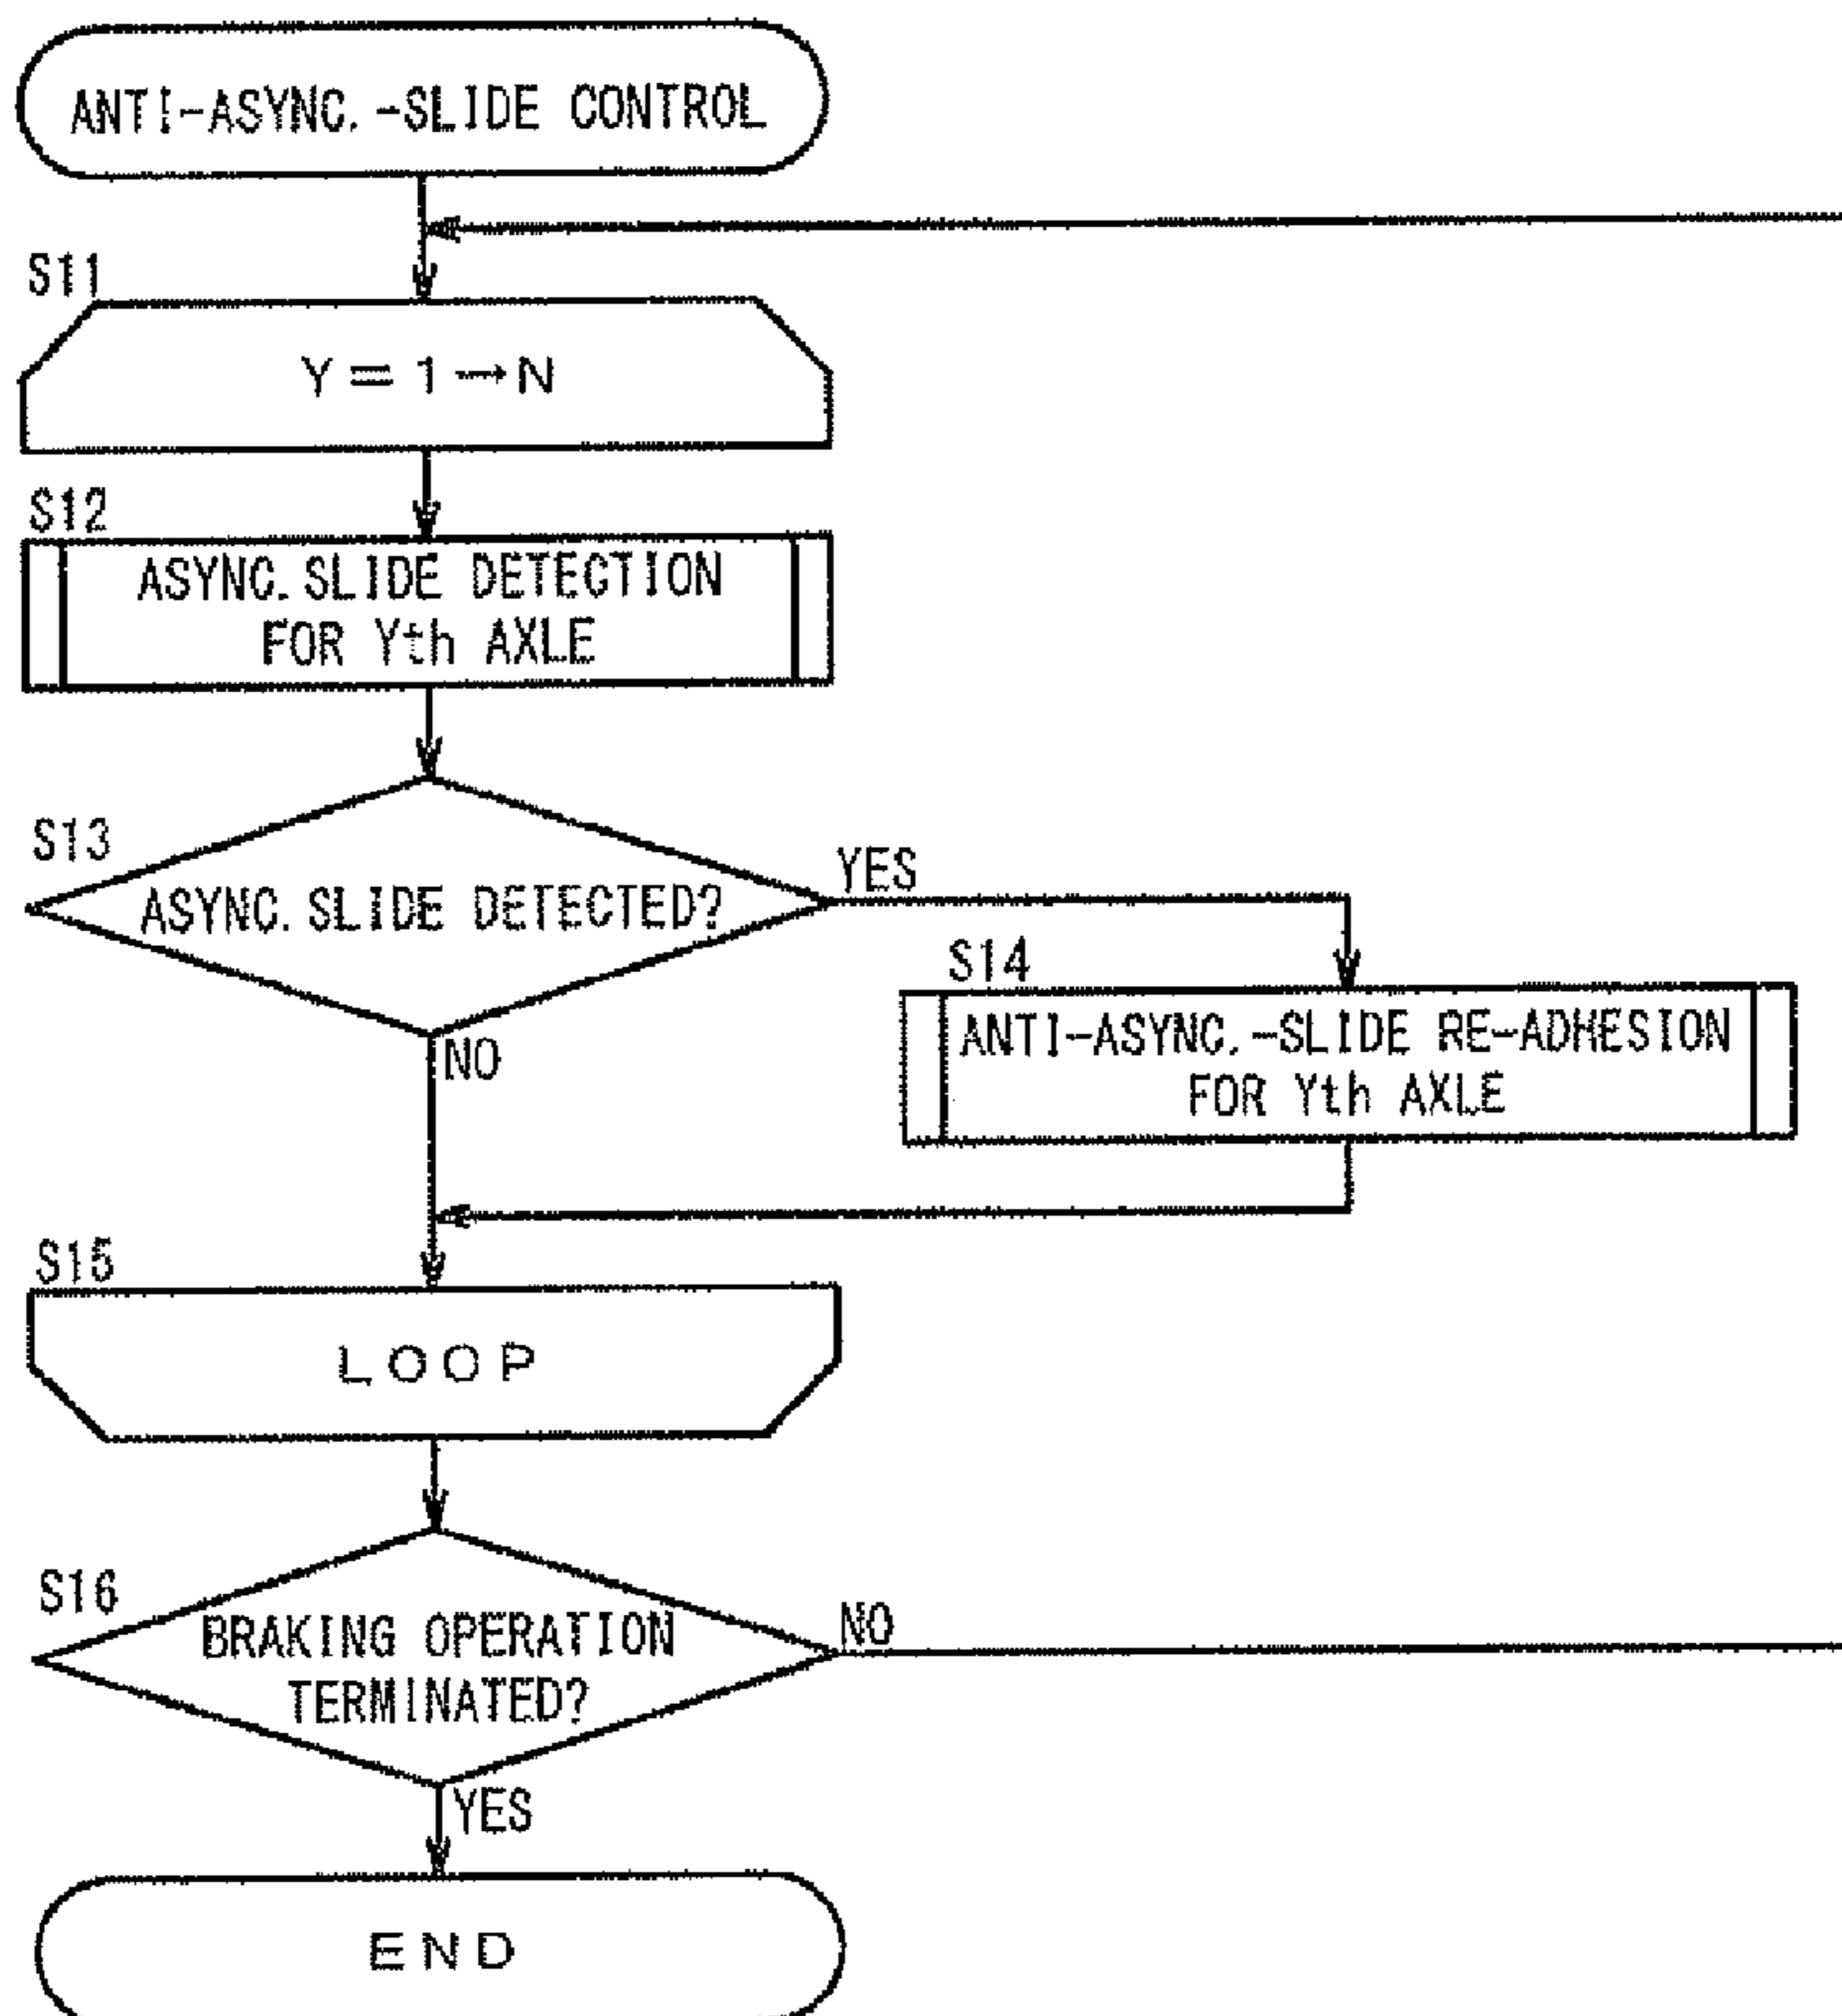 ANTI-ASYNC.-SLIDE CONTROL
S11
Y=1→N
S12
ASYNC.SLIDE DETECTION
FOR Yth AXLE
S13
ASYNC.SLIDE DETECTED?
YES
NO
S14
ANTI-ASYNC.-SLIDE RE-ADHESION
FOR Yth AXLE
S15
LOOP
S16
BRAKING OPERATION
TERMINATED?
NO
YES
END